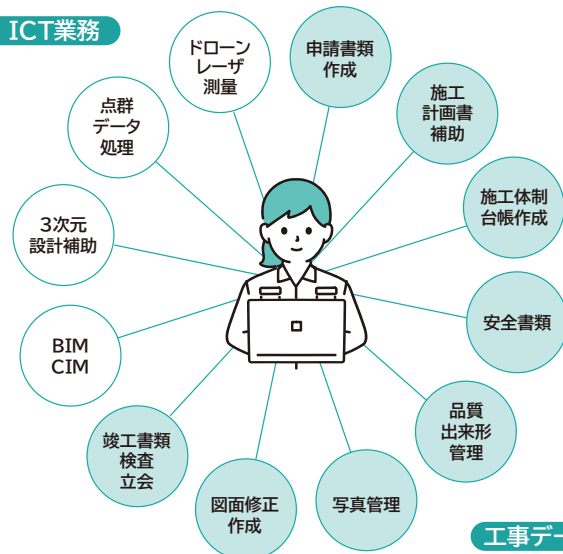 ICT業務
ドローン
レーザ
測量
点群
データ
処理
3次元
設計補助
BIM
CIM
申請書類
作成
施工
計画書
補助
施工体制
台帳作成
安全書類
品質
出来形
管理
写真管理
図面修正
作成
竣工書類
検査
立会
工事デー